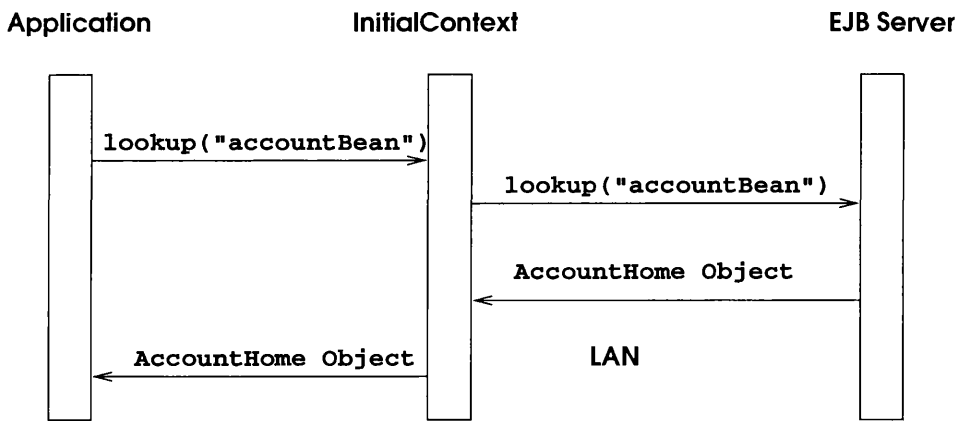 Application
InitialContext
EJB Server
lookup("accountBean")
lookup("accountBean")
AccountHome Object
AccountHome Object
LAN